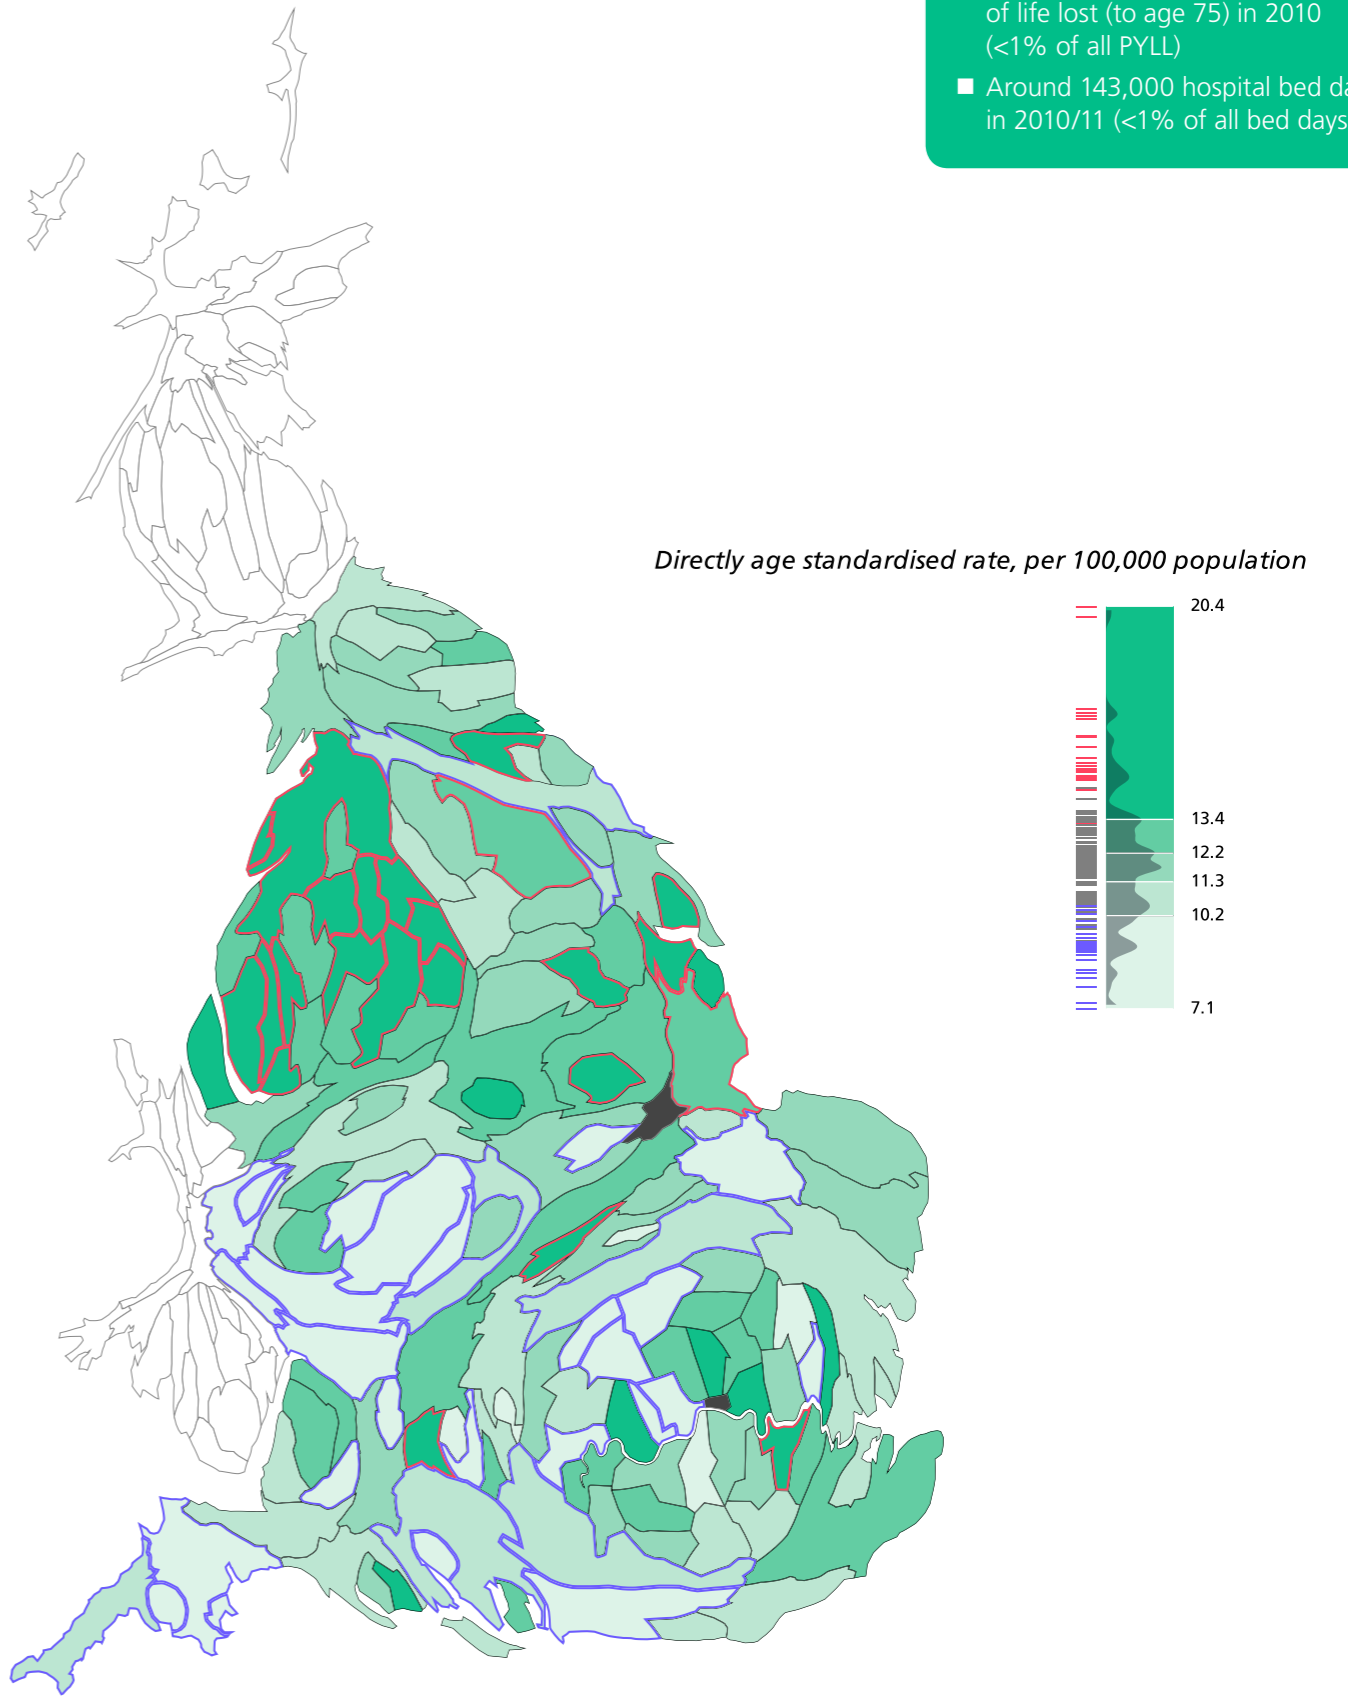 of life lost (to age 75) in 2010
(<1% of all PYLL)
■ Around 143,000 hospital bed
in 2010/11 (<1% of all bed days
Directly age standardised rate, per 100,000 population
20.4
13.4
12.2
11.3
10.2
7.1